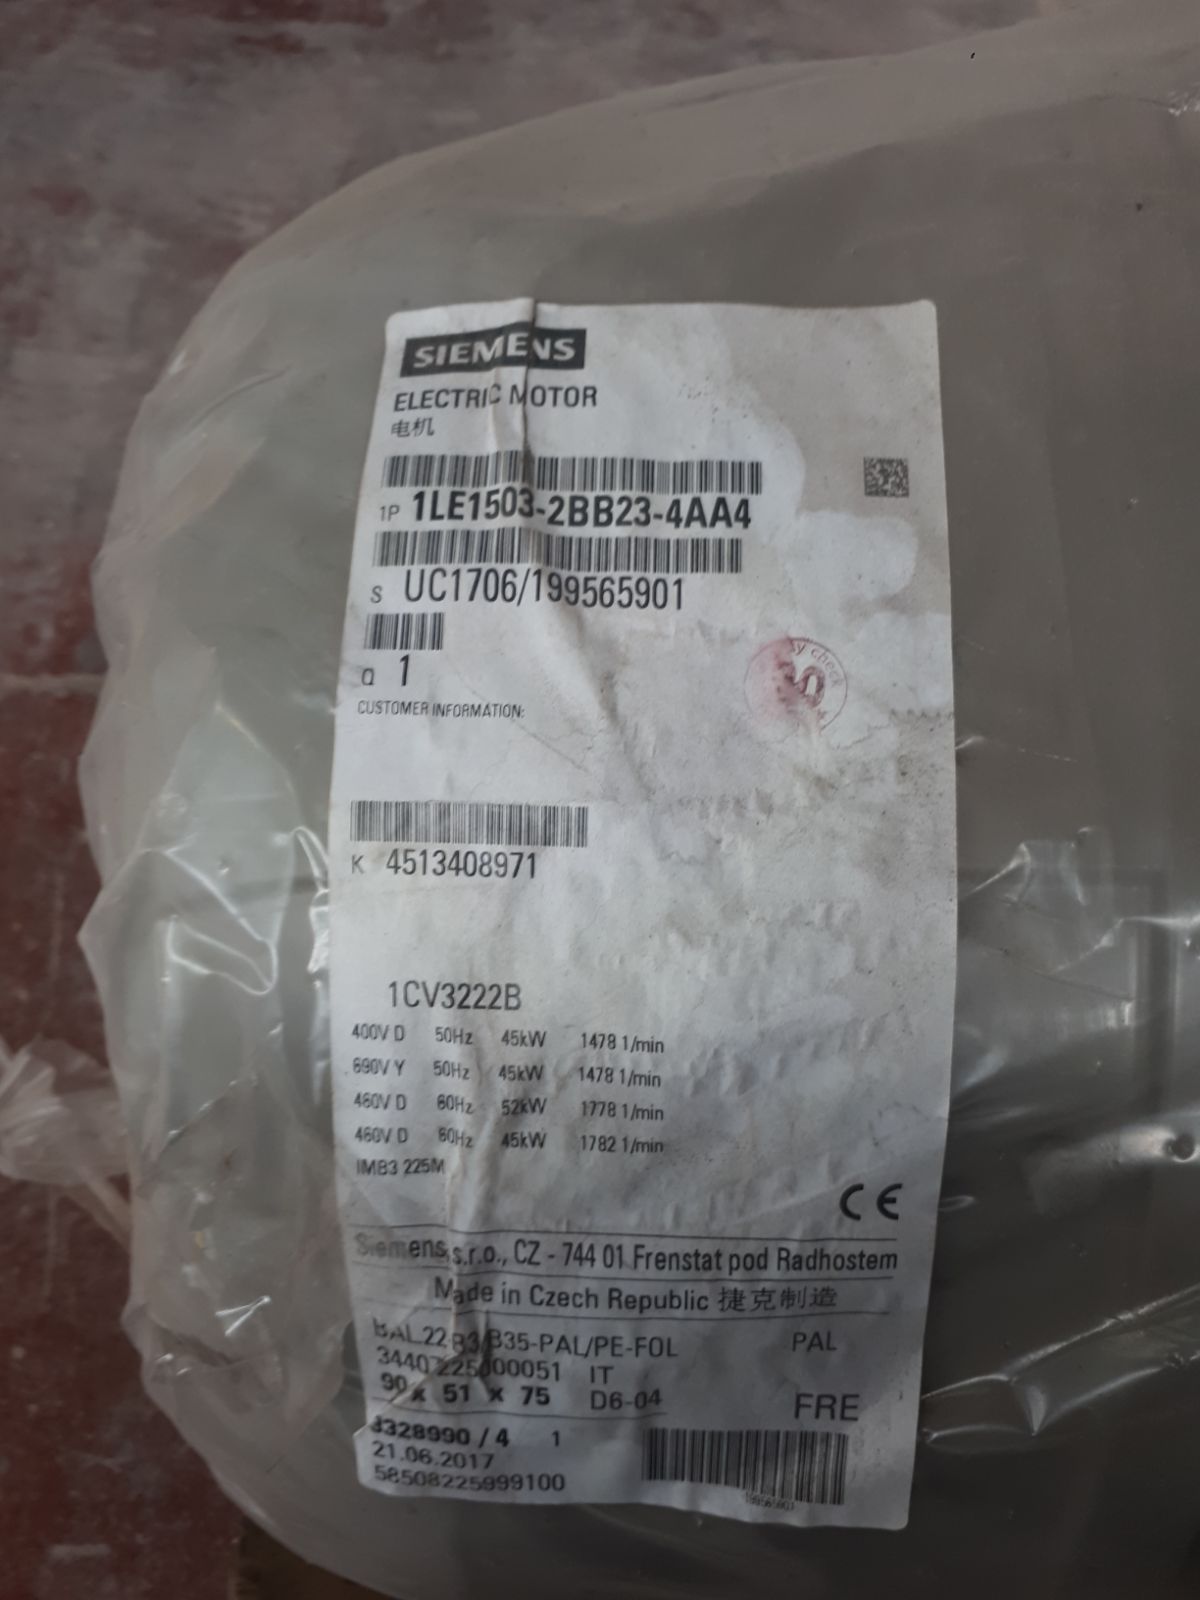 SIEMENS
ELECTRIC MOTOR
电机
1P 1LE1503-2BB23-4AA4
S UC1706/199565901
Q 1
CUSTOMER INFORMATION:
K 4513408971
1CV3222B
400V D 50Hz 45kW 1478 1/min
690V Y 50Hz 45kW 1478 1/min
460V D 60Hz 52kW 1778 1/min
460V D 60Hz 45kW 1782 1/min
IMB3 225M
CE
Siemens, s.r.o., CZ - 744 01 Frenstat pod Radhostem
Made in Czech Republic 捷克制造
BAL.22 B3/B35-PAL/PE-FOL PAL
34407225000051 IT
90 x 51 x 75 D6-04 FRE
3328990 / 4 1
21.06.2017
58508225999100